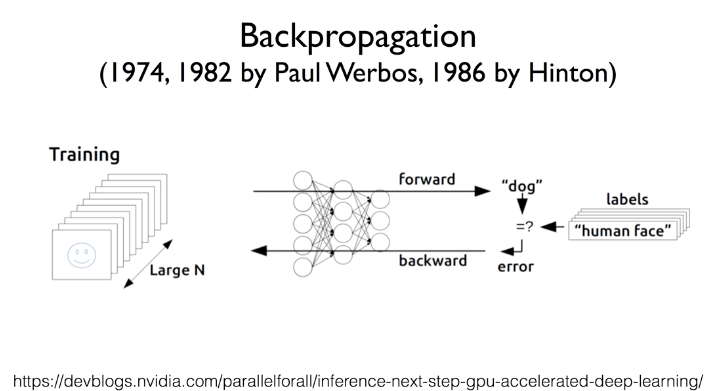 Backpropagation
(1974, 1982 by Paul Werbos, 1986 by Hinton)
Training
Large N
forward
"dog"
=?
labels
"human face"
backward
error
https://devblogs.nvidia.com/parallelforall/inference-next-step-gpu-accelerated-deep-learning/